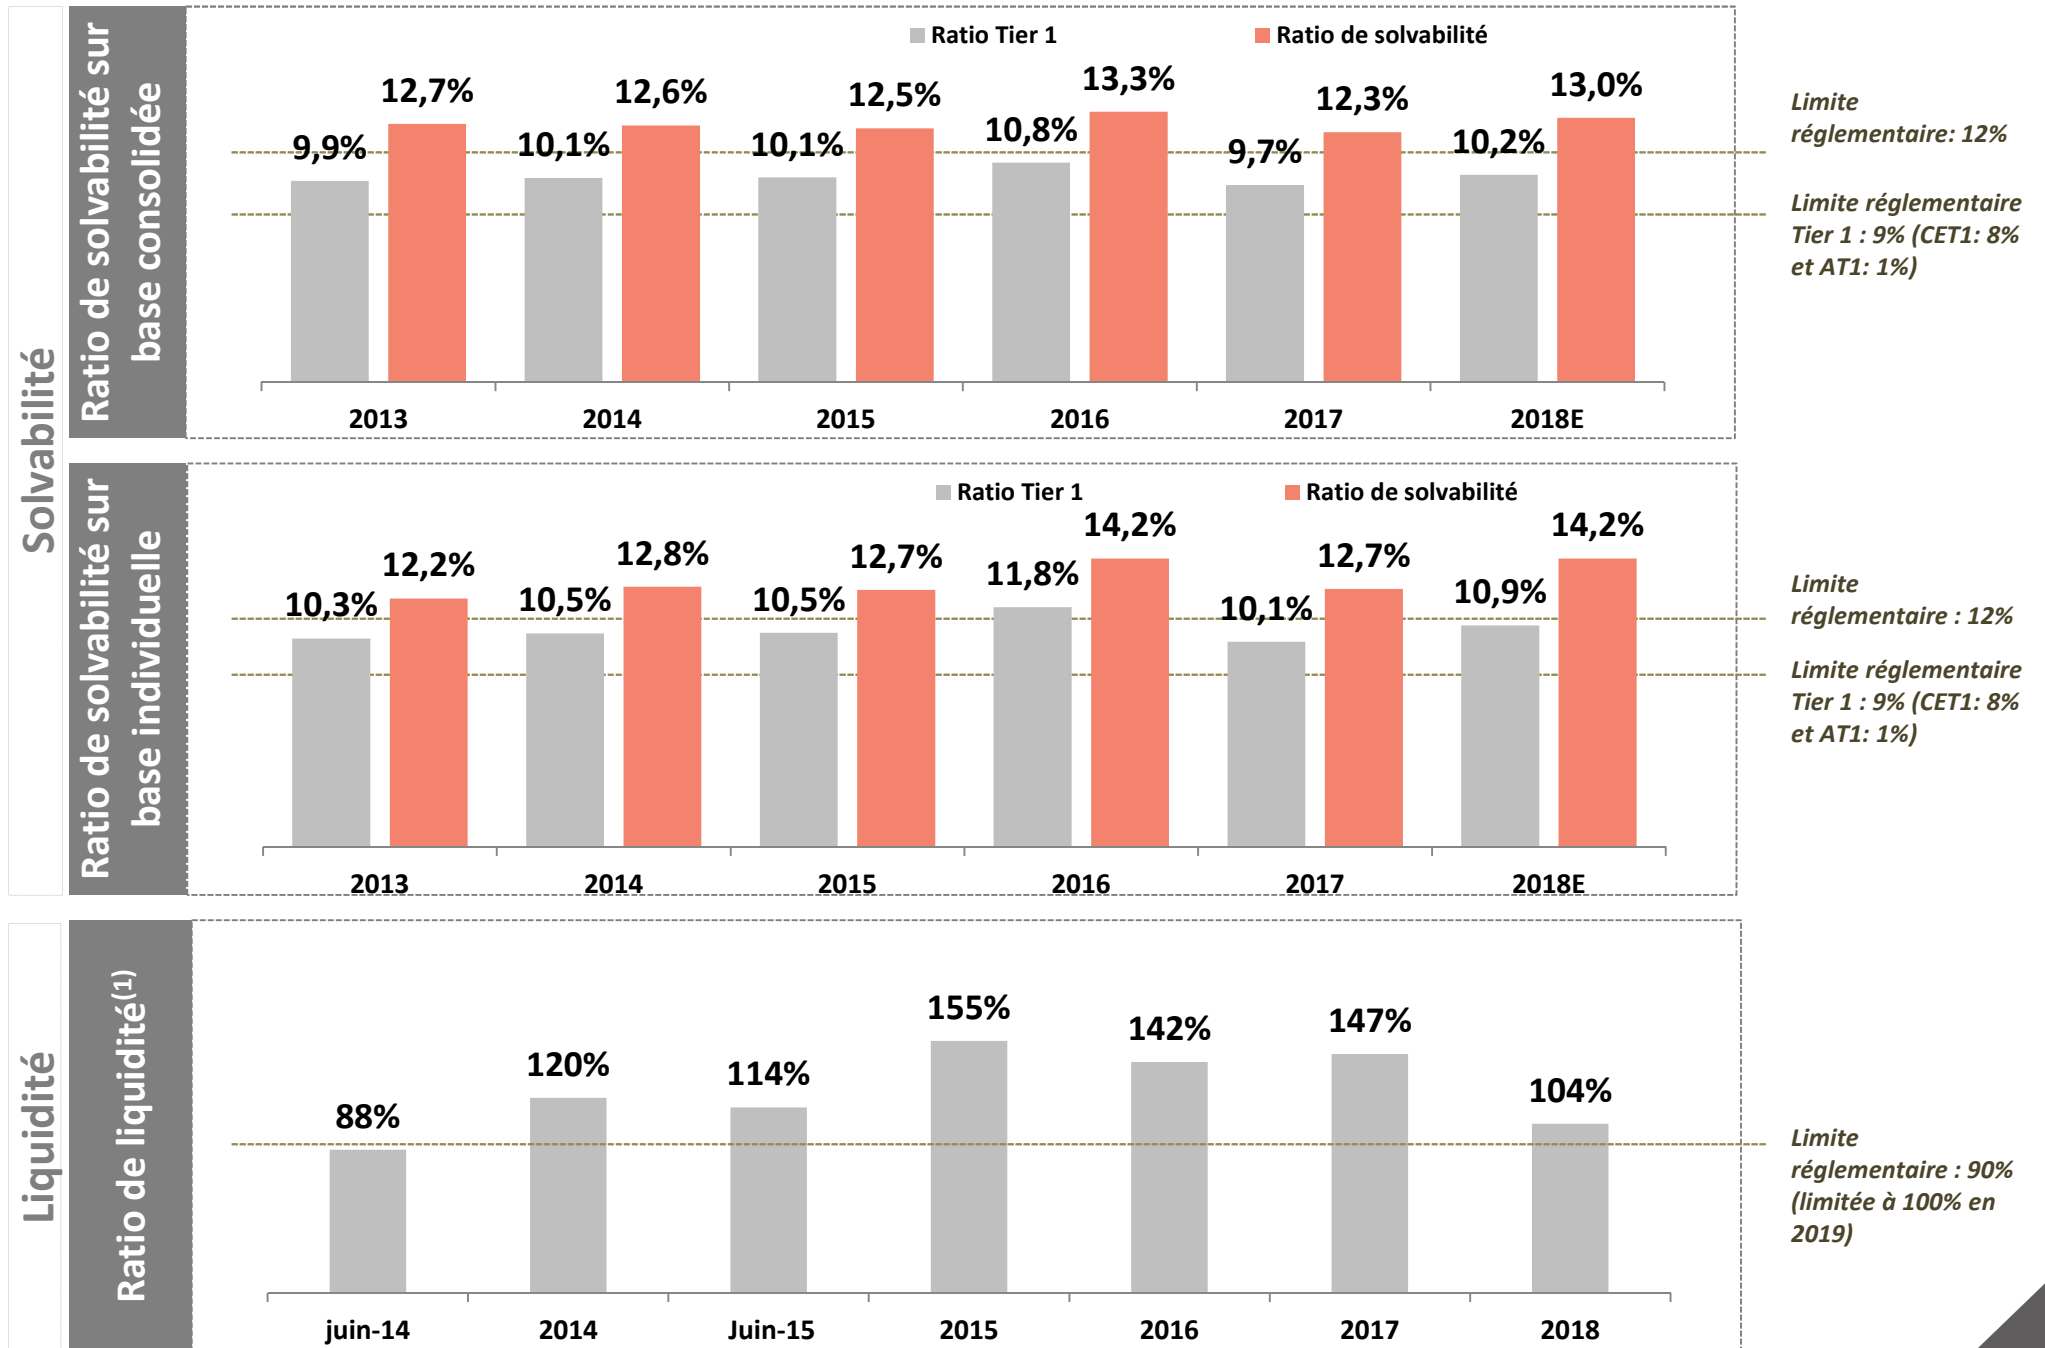 Solvabilité
Ratio de solvabilité sur
base consolidée
Ratio Tier 1
Ratio de solvabilité
9,9%
12,7%
10,1%
12,6%
10,1%
12,5%
10,8%
13,3%
9,7%
12,3%
10,2%
13,0%
2013
2014
2015
2016
2017
2018E
Limite
réglementaire: 12%
Limite réglementaire
Tier 1 : 9% (CET1: 8%
et AT1: 1%)
Ratio de solvabilité sur
base individuelle
Ratio Tier 1
Ratio de solvabilité
10,3%
12,2%
10,5%
12,8%
10,5%
12,7%
11,8%
14,2%
10,1%
12,7%
10,9%
14,2%
2013
2014
2015
2016
2017
2018E
Limite
réglementaire : 12%
Limite réglementaire
Tier 1 : 9% (CET1: 8%
et AT1: 1%)
Liquidité
Ratio de liquidité(1)
88%
120%
114%
155%
142%
147%
104%
juin-14
2014
Juin-15
2015
2016
2017
2018
Limite
réglementaire : 90%
(limitée à 100% en
2019)